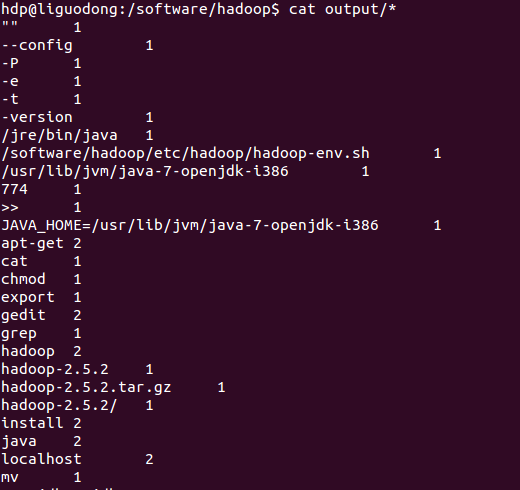 hdp@liguodong:/software/hadoop$ cat output/*
"" 1
--config 1
-P 1
-e 1
-t 1
-version 1
/jre/bin/java 1
/software/hadoop/etc/hadoop/hadoop-env.sh 1
/usr/lib/jvm/java-7-openjdk-i386 1
774 1
>> 1
JAVA_HOME=/usr/lib/jvm/java-7-openjdk-i386 1
apt-get 2
cat 1
chmod 1
export 1
gedit 2
grep 1
hadoop 2
hadoop-2.5.2 1
hadoop-2.5.2.tar.gz 1
hadoop-2.5.2/ 1
install 2
java 2
localhost 2
mv 1